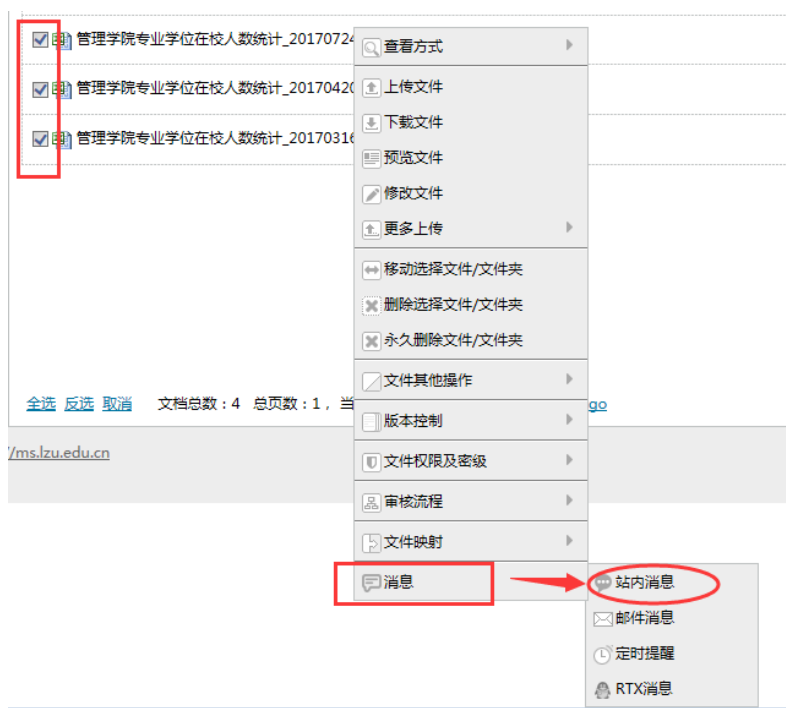 管理学院专业学位在校人数统计_20170724
查看方式
管理学院专业学位在校人数统计_20170420
上传文件
下载文件
管理学院专业学位在校人数统计_20170316
预览文件
修改文件
更多上传
移动选择文件/文件夹
删除选择文件/文件夹
永久删除文件/文件夹
文件其他操作
全选 反选 取消 文档总数：4 总页数：1，当
go
版本控制
/ms.lzu.edu.cn
文件权限及密级
审核流程
文件映射
消息
站内消息
邮件消息
定时提醒
RTX消息